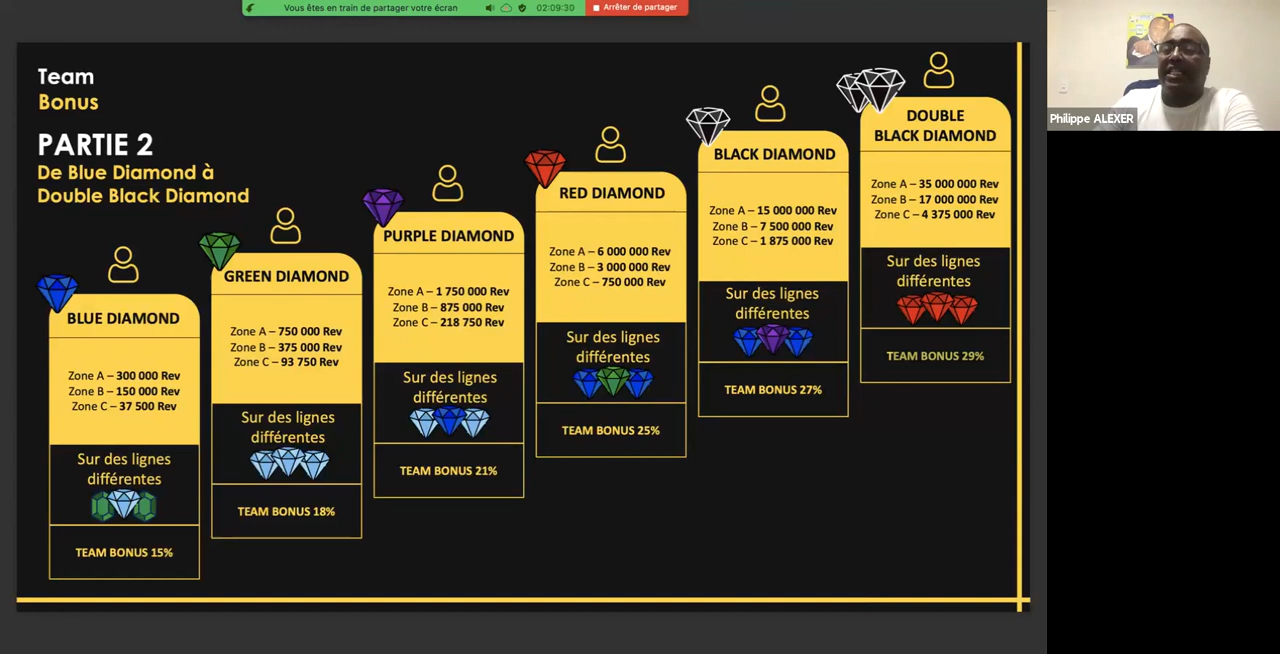 Vous êtes en train de partager votre écran
02:09:30
Arrêter de partager
Philippe ALEXER
Team
Bonus
PARTIE 2
De Blue Diamond à
Double Black Diamond
BLUE DIAMOND
Zone A – 300 000 Rev
Zone B – 150 000 Rev
Zone C – 37 500 Rev
Sur des lignes
différentes
TEAM BONUS 15%
GREEN DIAMOND
Zone A – 750 000 Rev
Zone B – 375 000 Rev
Zone C – 93 750 Rev
Sur des lignes
différentes
TEAM BONUS 18%
PURPLE DIAMOND
Zone A – 1 750 000 Rev
Zone B – 875 000 Rev
Zone C – 218 750 Rev
Sur des lignes
différentes
TEAM BONUS 21%
RED DIAMOND
Zone A – 6 000 000 Rev
Zone B – 3 000 000 Rev
Zone C – 750 000 Rev
Sur des lignes
différentes
TEAM BONUS 25%
BLACK DIAMOND
Zone A – 15 000 000 Rev
Zone B – 7 500 000 Rev
Zone C – 1 875 000 Rev
Sur des lignes
différentes
TEAM BONUS 27%
DOUBLE
BLACK DIAMOND
Zone A – 35 000 000 Rev
Zone B – 17 000 000 Rev
Zone C – 4 375 000 Rev
Sur des lignes
différentes
TEAM BONUS 29%